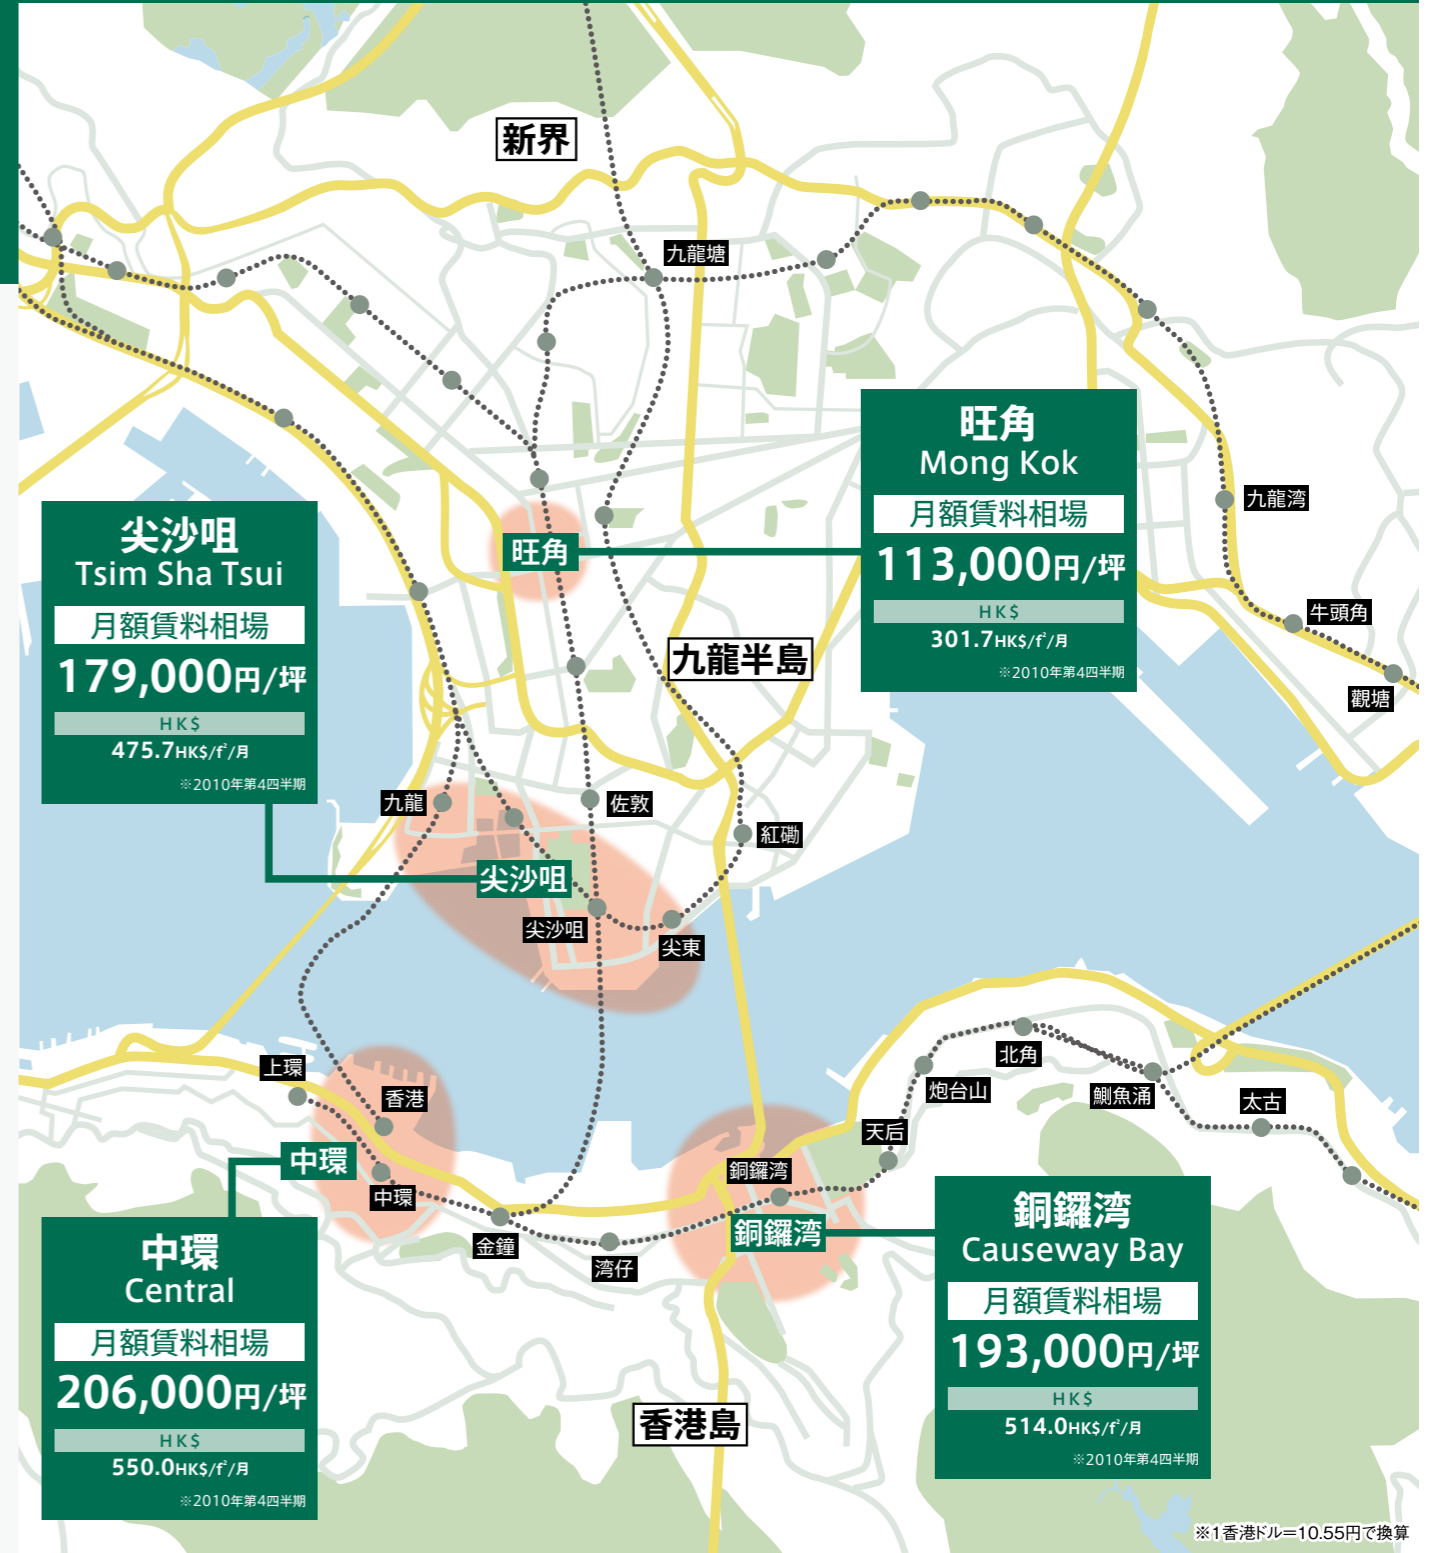 新界
九龍塘
旺角
Mong Kok
月額賃料相場
113,000円/坪
HK$
301.7HK$/f²/月
※2010年第4四半期
九龍湾
牛頭角
觀塘
尖沙咀
Tsim Sha Tsui
月額賃料相場
179,000円/坪
HK$
475.7HK$/f²/月
※2010年第4四半期
旺角
九龍半島
九龍
佐敦
紅磡
尖沙咀
尖沙咀
尖東
上環
香港
中環
中環
金鐘
湾仔
北角
炮台山
鰂魚涌
太古
天后
銅鑼湾
銅鑼湾
中環
Central
月額賃料相場
206,000円/坪
HK$
550.0HK$/f²/月
※2010年第4四半期
銅鑼湾
Causeway Bay
月額賃料相場
193,000円/坪
HK$
514.0HK$/f²/月
※2010年第4四半期
香港島
※1香港ドル＝10.55円で換算